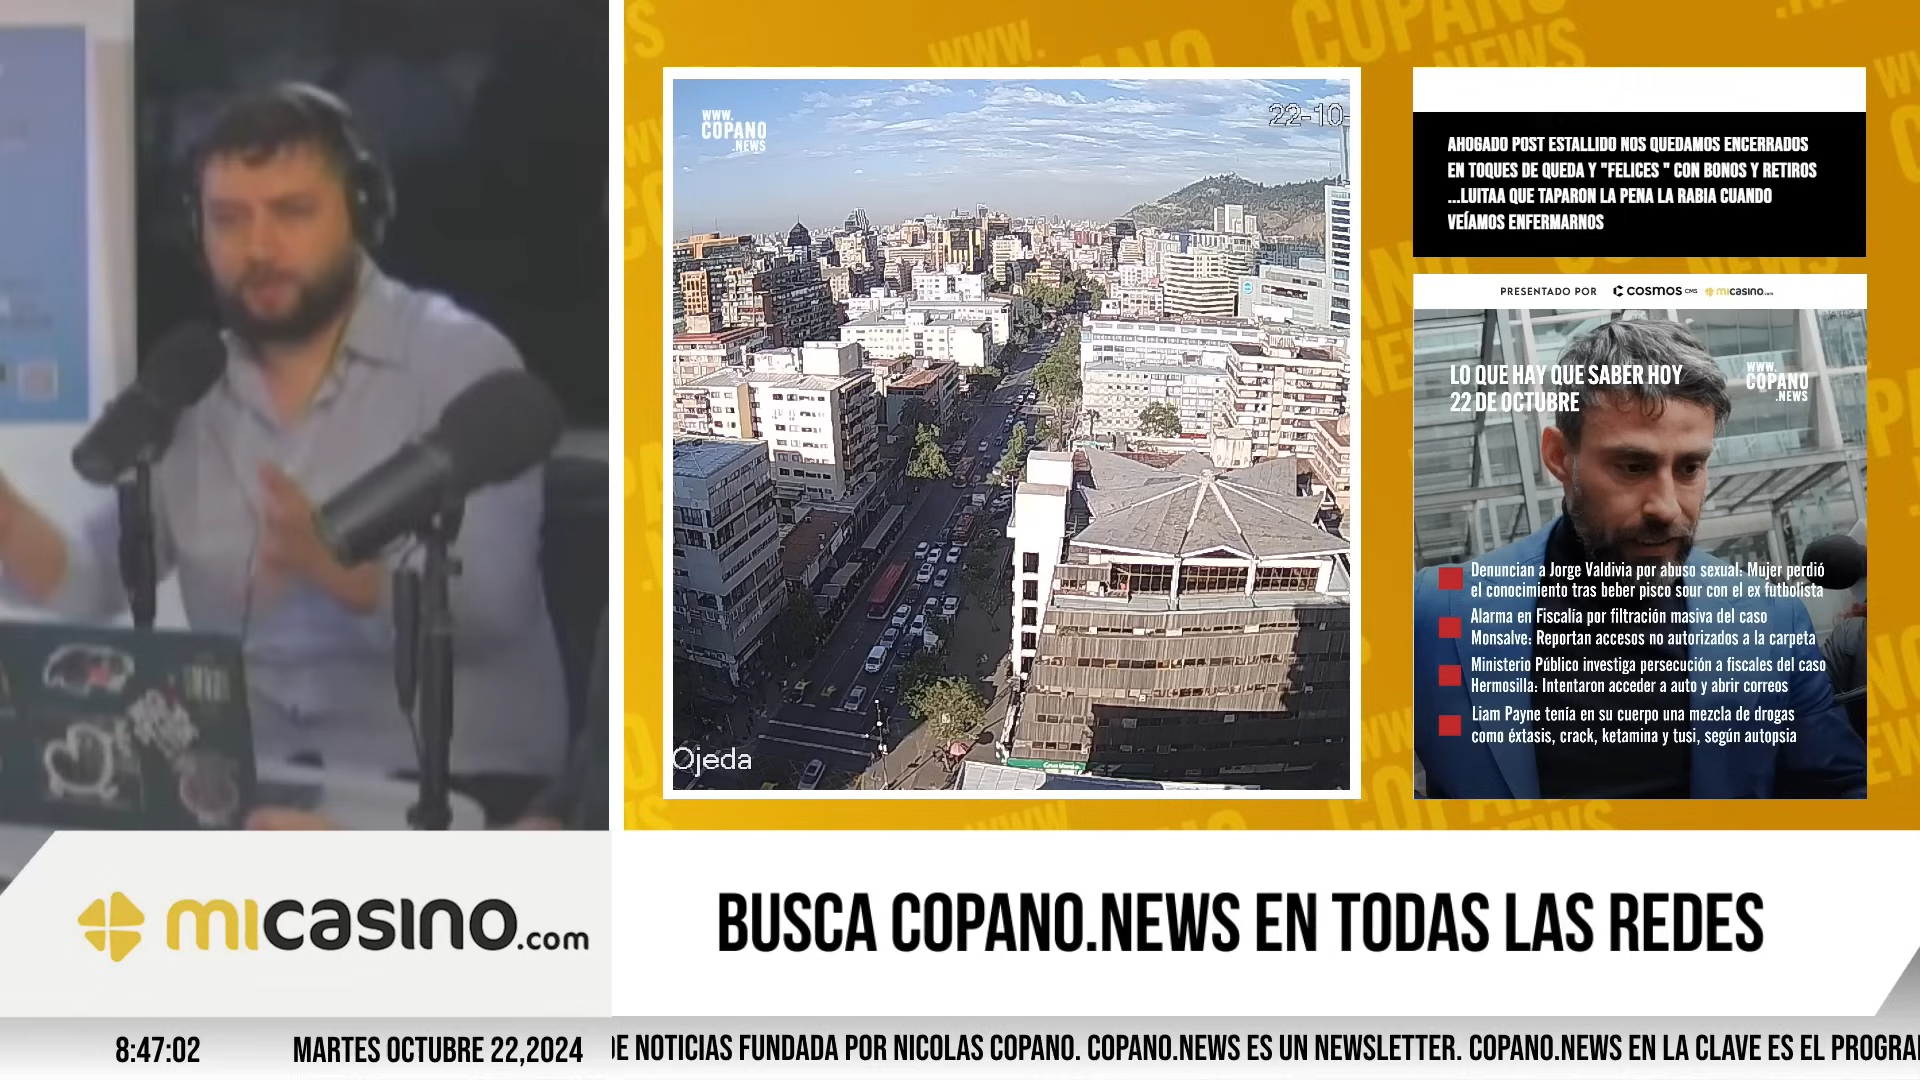 WWW.
COPANO
.NEWS
22-10-
Ojeda
AHOGADO POST ESTALLIDO NOS QUEDAMOS ENCERRADOS
EN TOQUES DE QUEDA Y "FELICES " CON BONOS Y RETIROS
...LUITAA QUE TAPARON LA PENA LA RABIA CUANDO
VEÍAMOS ENFERMARNOS
PRESENTADO POR COSMOS CMS micasino.com
LO QUE HAY QUE SABER HOY
22 DE OCTUBRE
WWW.
COPANO
.NEWS
Denuncian a Jorge Valdivia por abuso sexual: Mujer perdió
el conocimiento tras beber pisco sour con el ex futbolista
Alarma en Fiscalía por filtración masiva del caso
Monsalve: Reportan accesos no autorizados a la carpeta
Ministerio Público investiga persecución a fiscales del caso
Hermosilla: Intentaron acceder a auto y abrir correos
Liam Payne tenía en su cuerpo una mezcla de drogas
como éxtasis, crack, ketamina y tusi, según autopsia
micasino.com
BUSCA COPANO.NEWS EN TODAS LAS REDES
8:47:02 MARTES OCTUBRE 22,2024 DE NOTICIAS FUNDADA POR NICOLAS COPANO. COPANO.NEWS ES UN NEWSLETTER. COPANO.NEWS EN LA CLAVE ES EL PROGRA